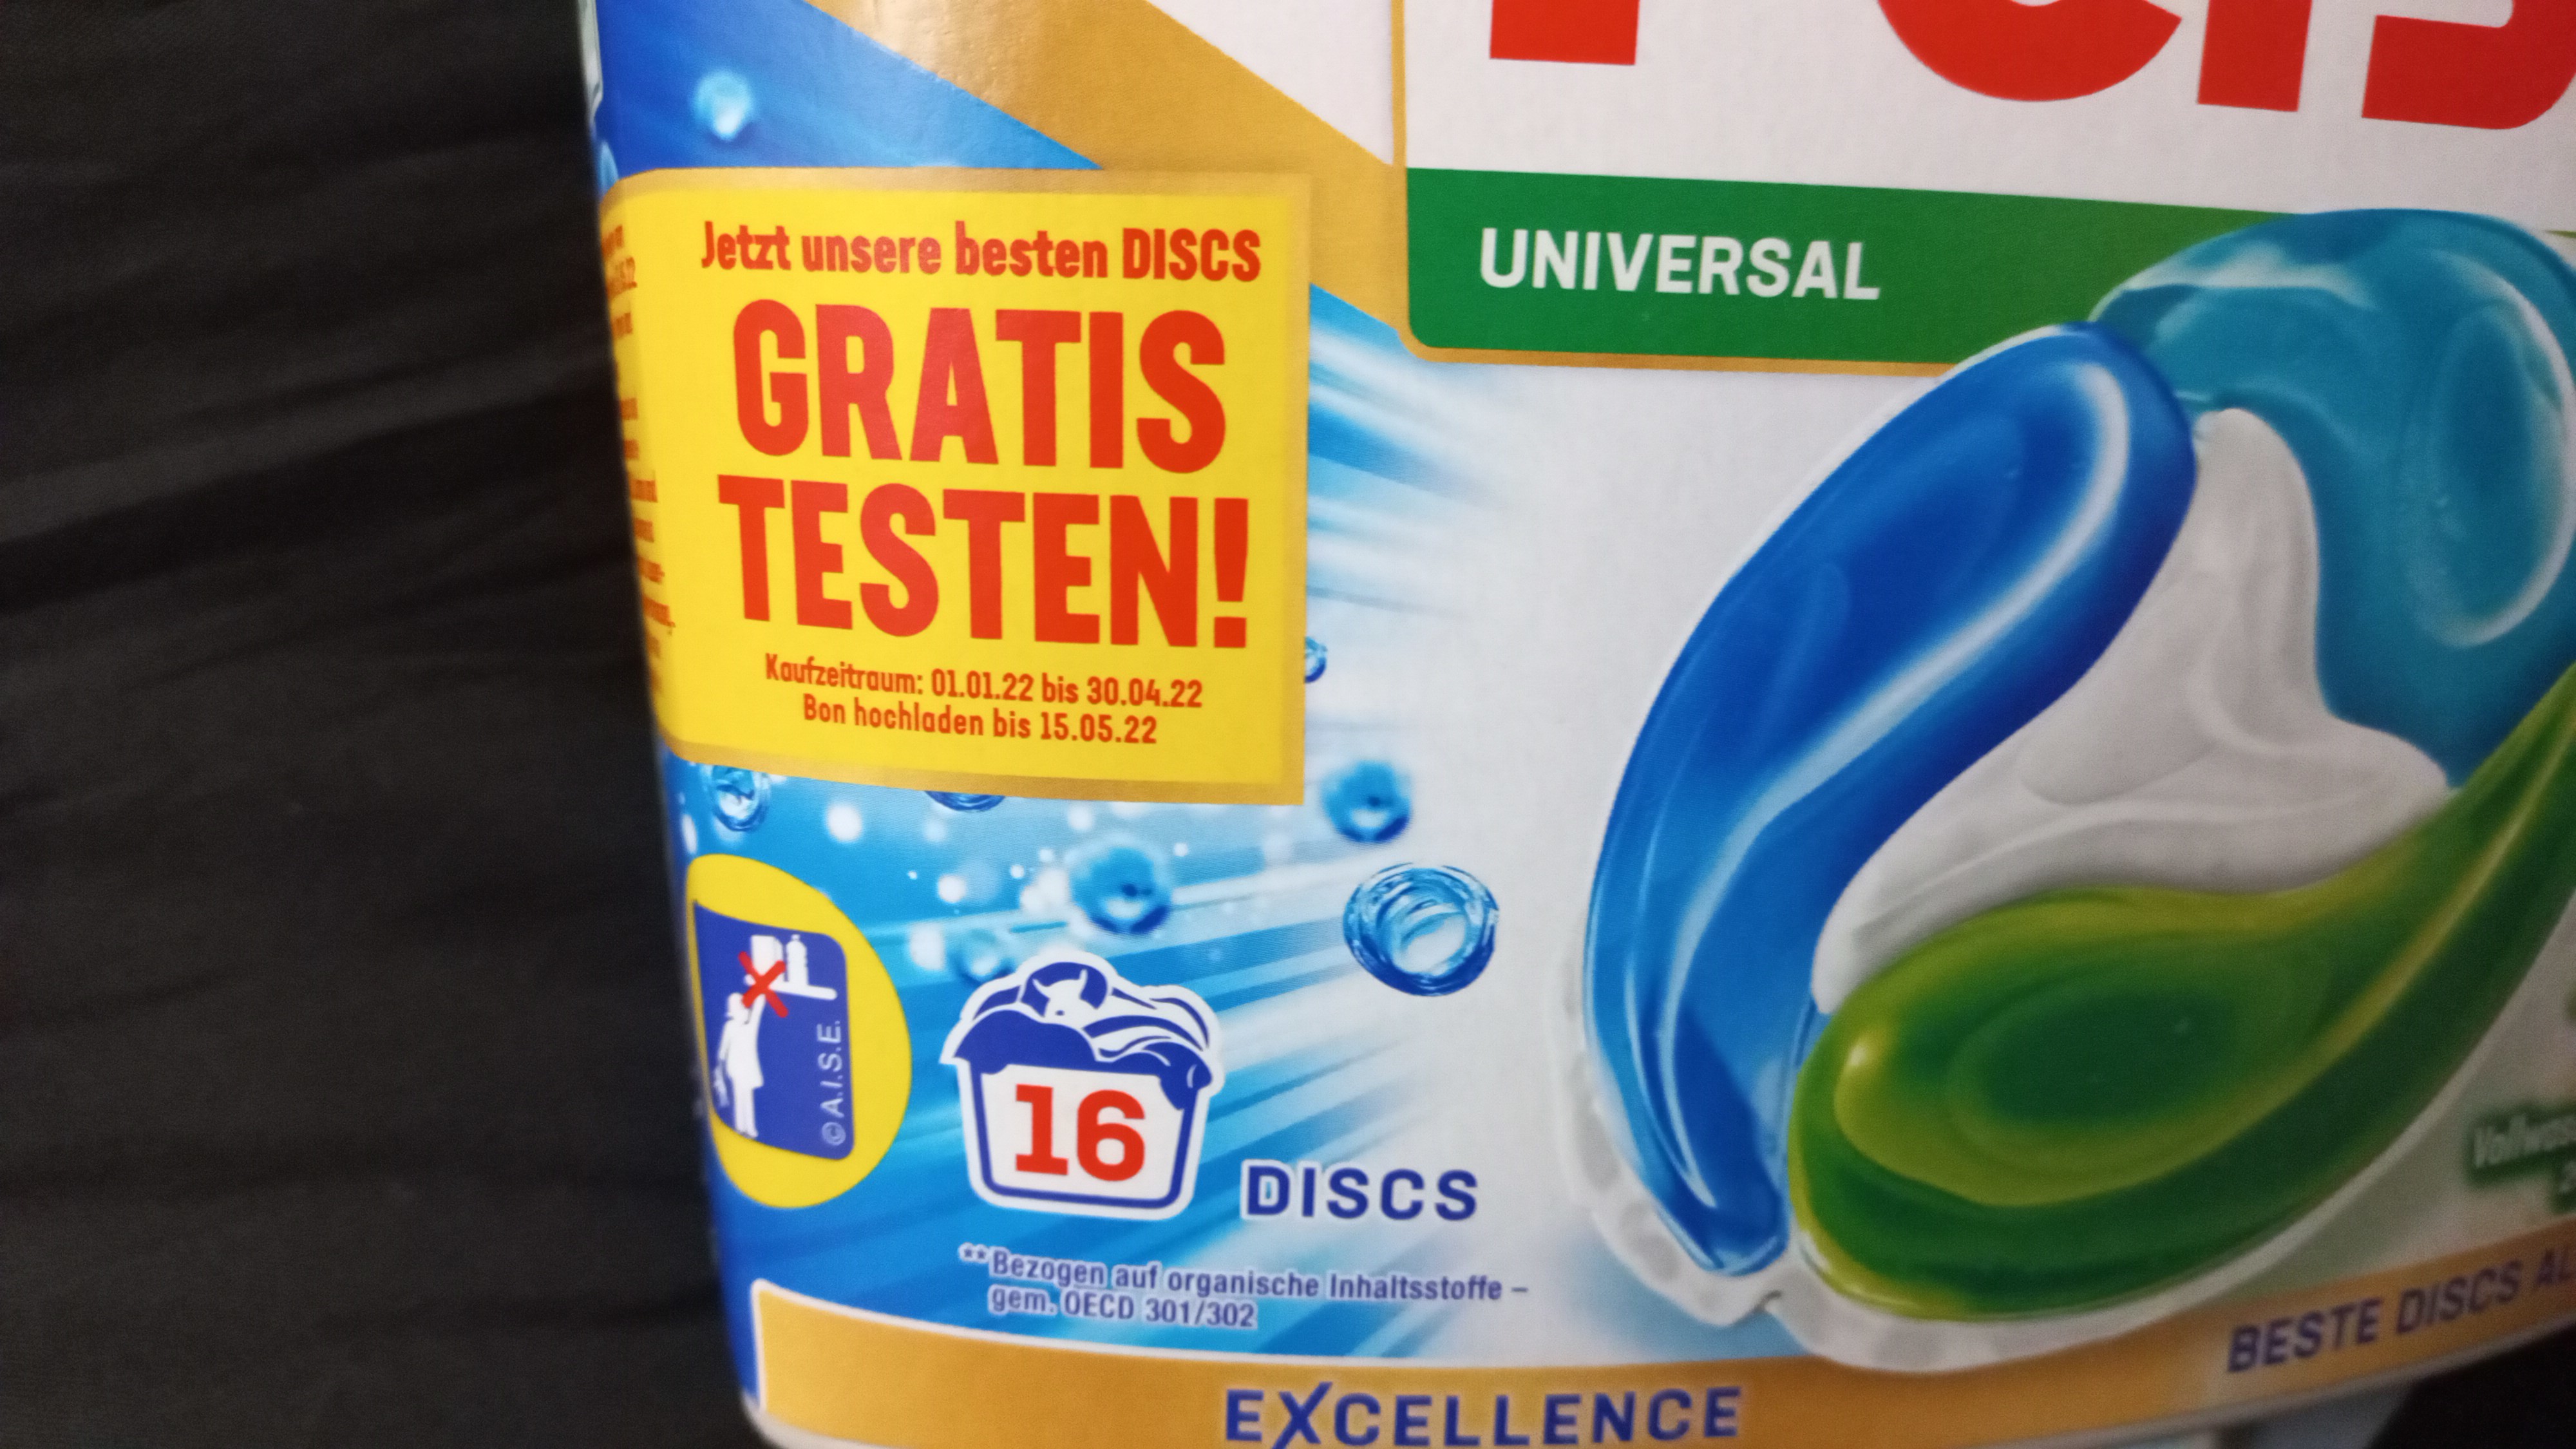 UNIVERSAL
Jetzt unsere besten DISCS
GRATIS
TESTEN!
Kaufzeitraum: 01.01.22 bis 30.04.22
Bon hochladen bis 15.05.22
© A.I.S.E.
16
DISCS
**Bezogen auf organische Inhaltsstoffe –
gem. OECD 301/302
BESTE DISCS
EXCELLENCE